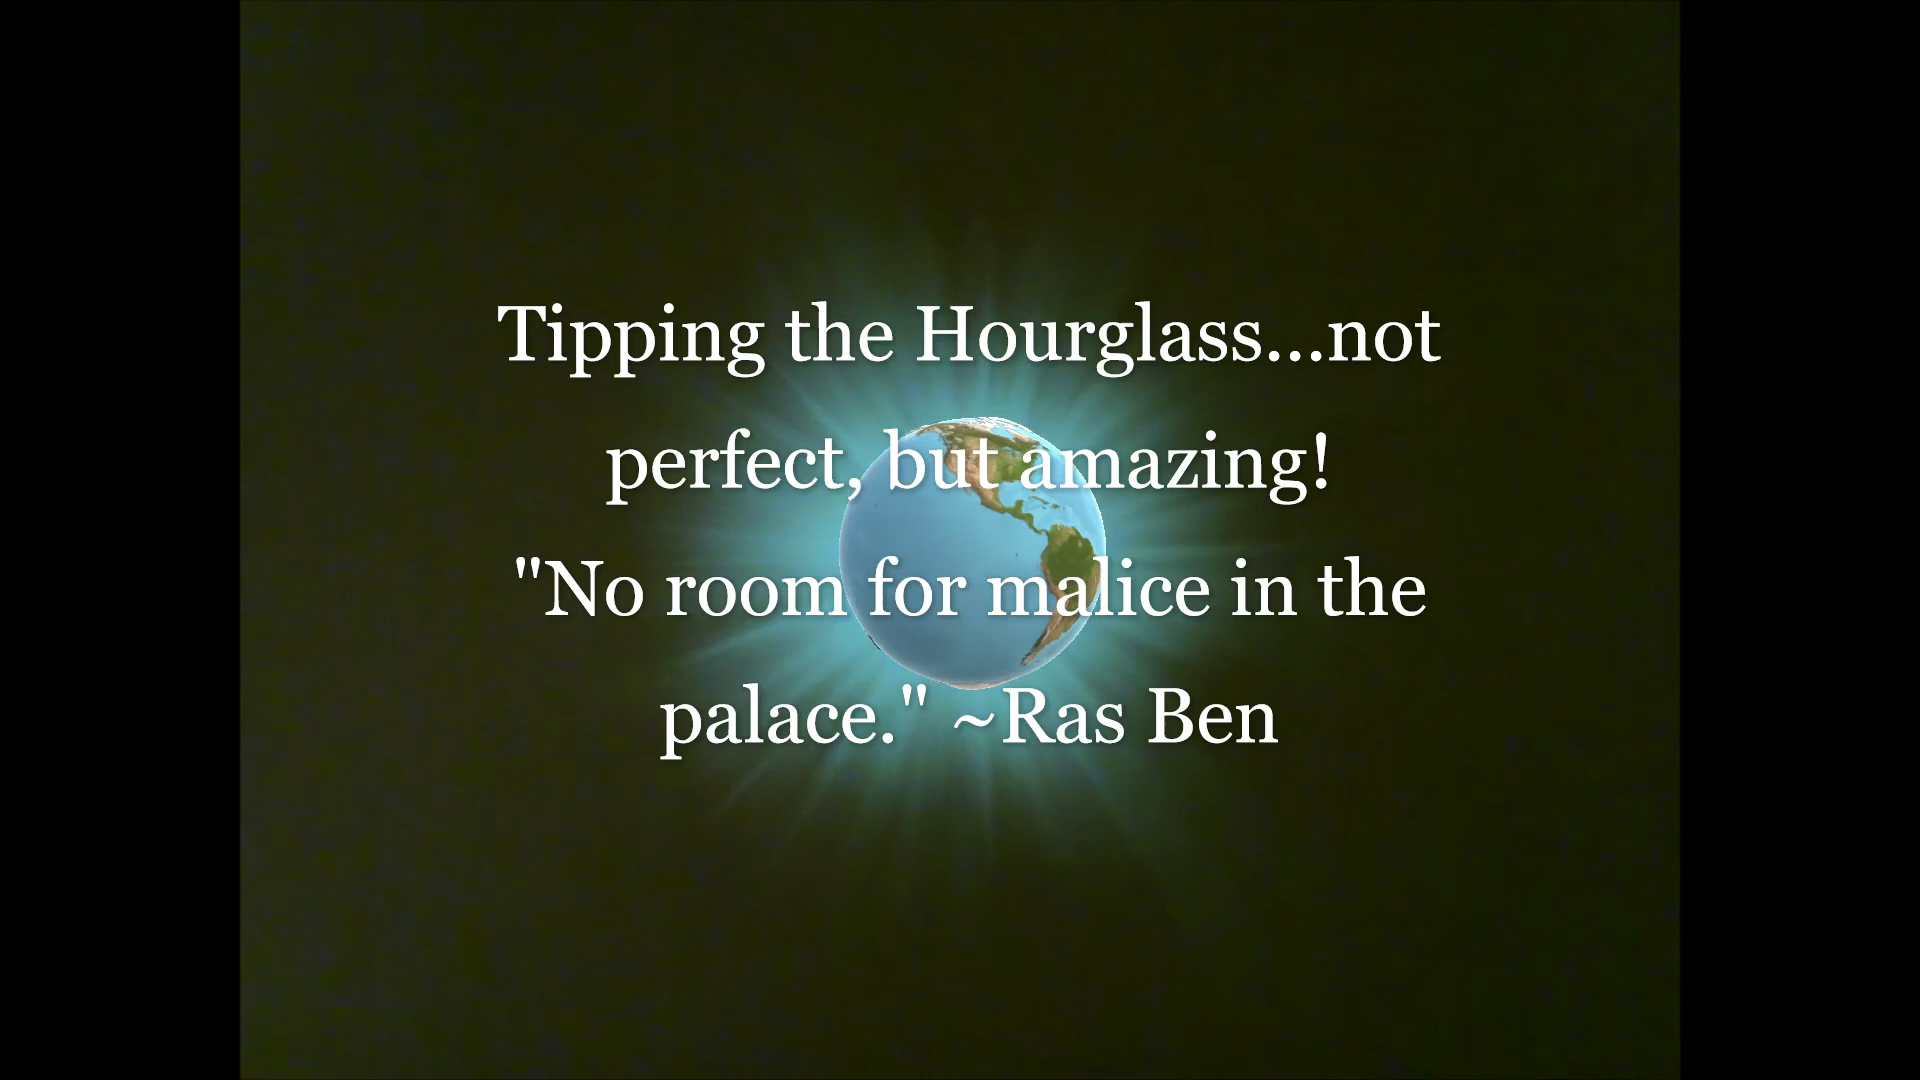 Tipping the Hourglass...not
perfect, but amazing!
"No room for malice in the
palace." ~Ras Ben